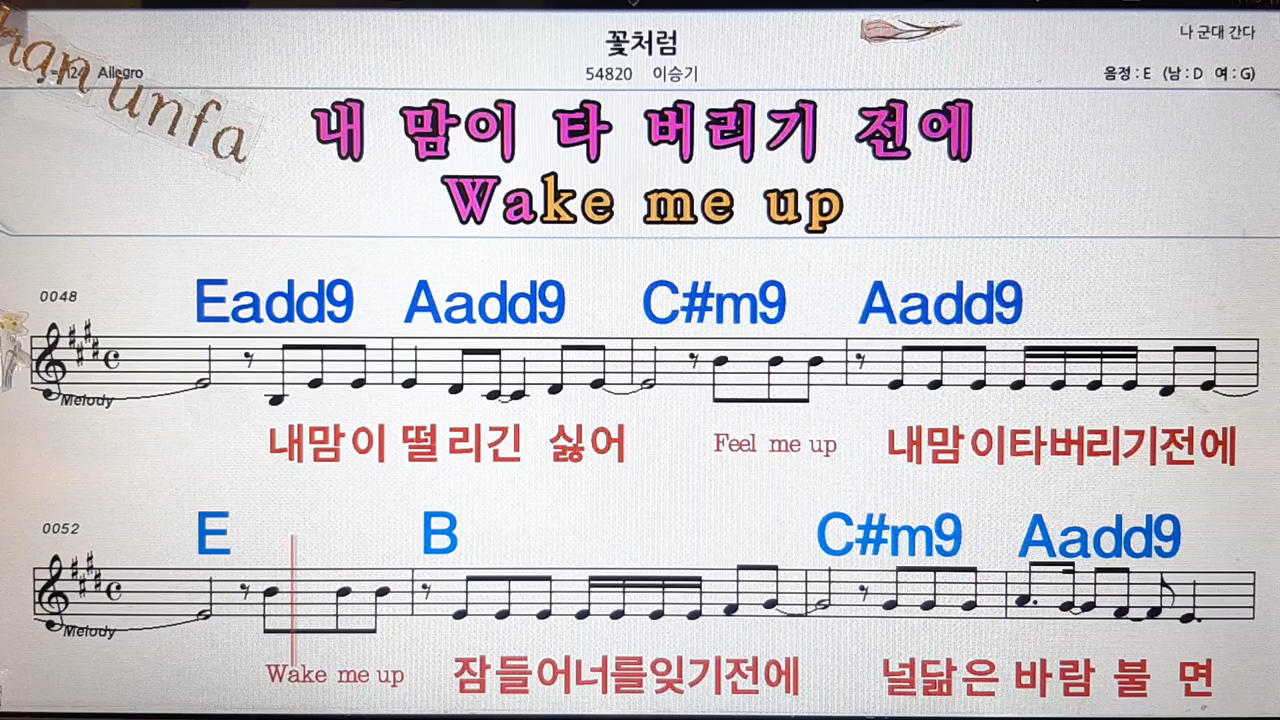 han unfa
꽃처럼
나 군대 간다
54820 이승기
Allegro
음정 : E (남 : D 여 : G)
내 맘이 타 버리기 전에
Wake me up
0048
Eadd9 Aadd9 C#m9 Aadd9
Melody
내맘이 떨리긴 싫어 Feel me up 내맘이타버리기전에
0052
E B C#m9 Aadd9
Melody
Wake me up 잠들어너를잊기전에 널닮은 바람 불 면